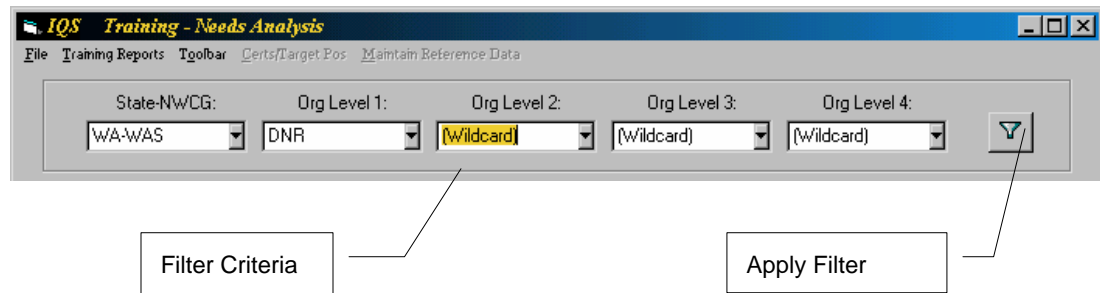 IQS Training - Needs Analysis
File Training Reports Toolbar Certs/Target Pos Maintain Reference Data
State-NWCG: Org Level 1: Org Level 2: Org Level 3: Org Level 4:
WA-WAS DNR (Wildcard) (Wildcard) (Wildcard)
Filter Criteria Apply Filter